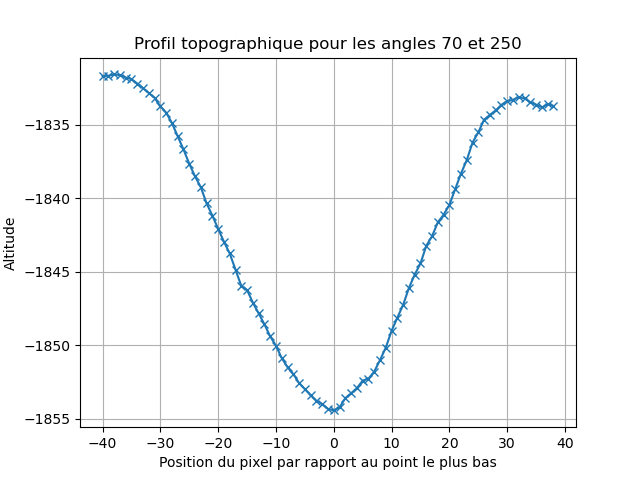 Profil topographique pour les angles 70 et 250
Altitude
−1835
−1840
−1845
−1850
−1855
−40 −30 −20 −10 0 10 20 30 40
Position du pixel par rapport au point le plus bas